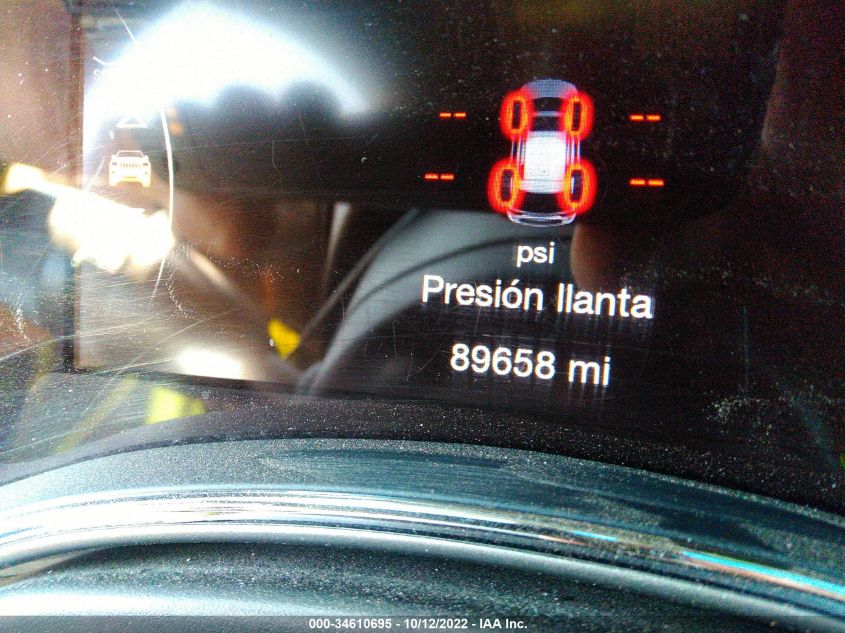 -- --
-- --
psi
Presión llanta
89658 mi
000-34610695 - 10/12/2022 - IAA Inc.